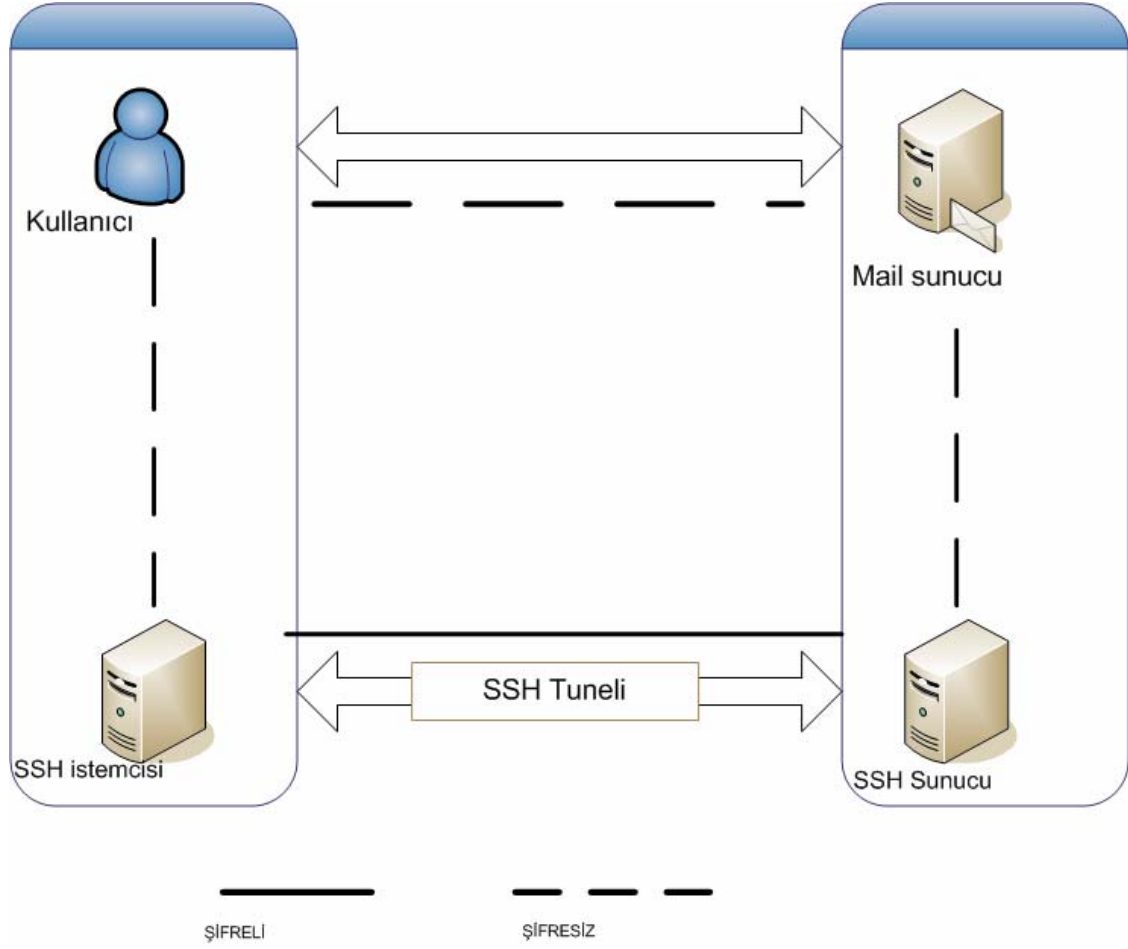 Kullanıcı
Mail sunucu
SSH Tuneli
SSH istemcisi
SSH Sunucu
ŞİFRELİ
ŞİFRESİZ